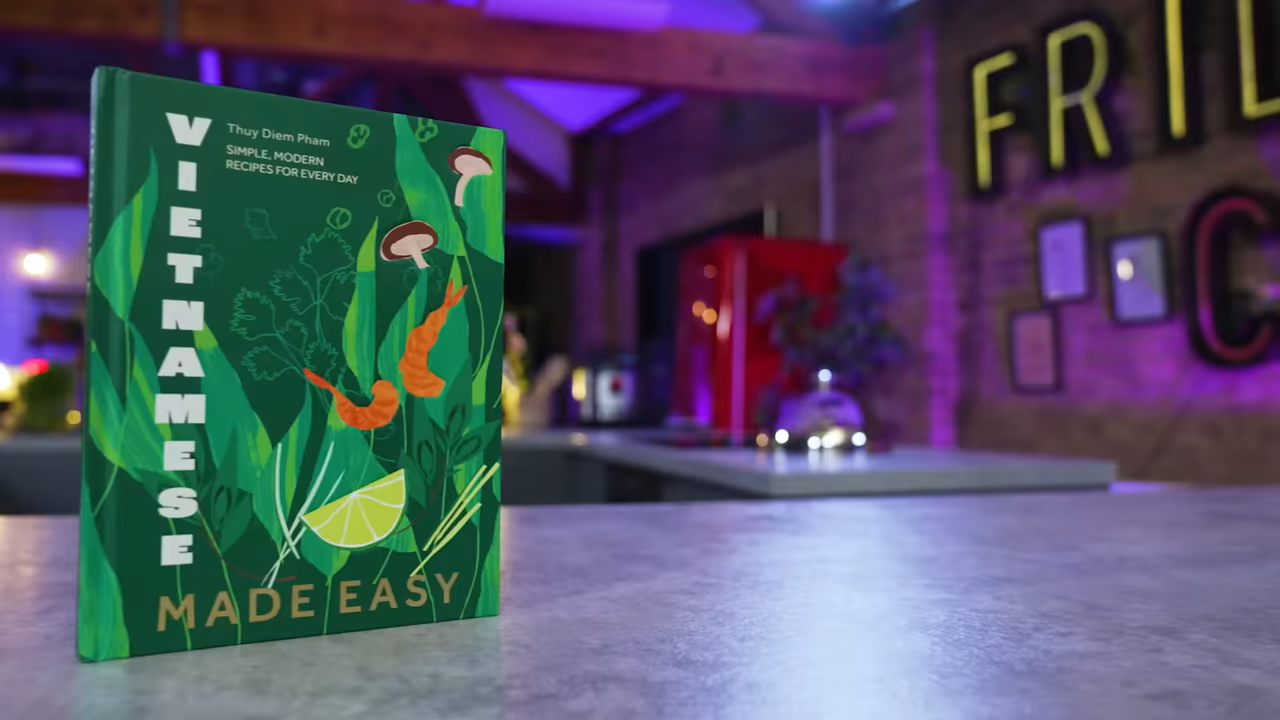 VIETNAMESE
Thuy Diem Pham
SIMPLE, MODERN
RECIPES FOR EVERY DAY
MADE EASY